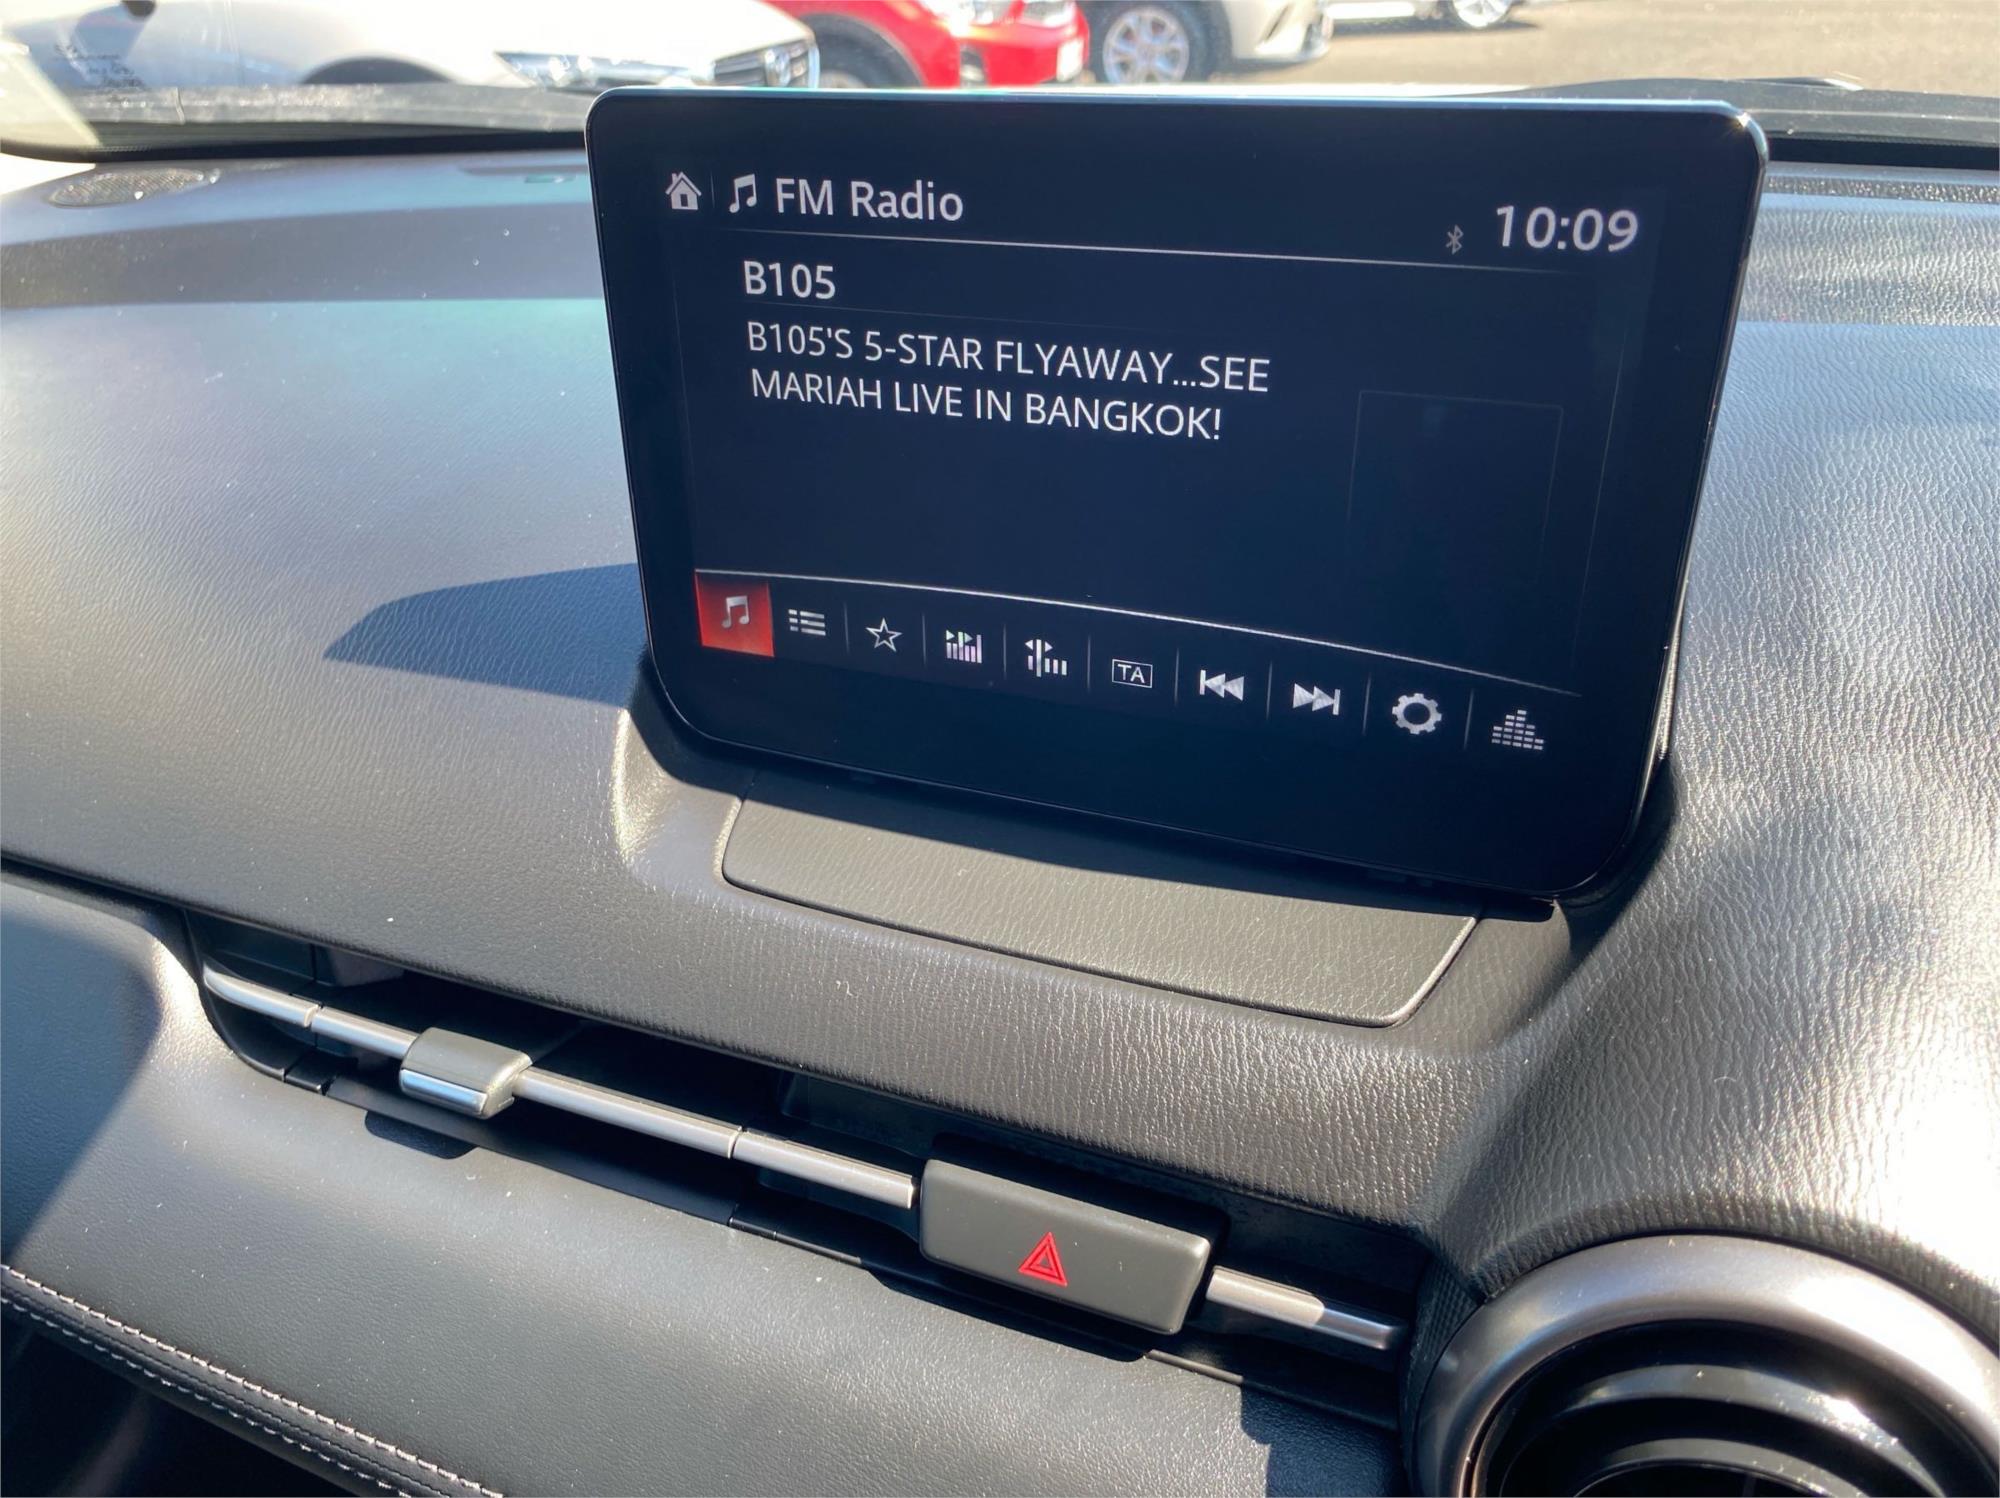 FM Radio
10:09
B105
B105'S 5-STAR FLYAWAY...SEE
MARIAH LIVE IN BANGKOK!
TA